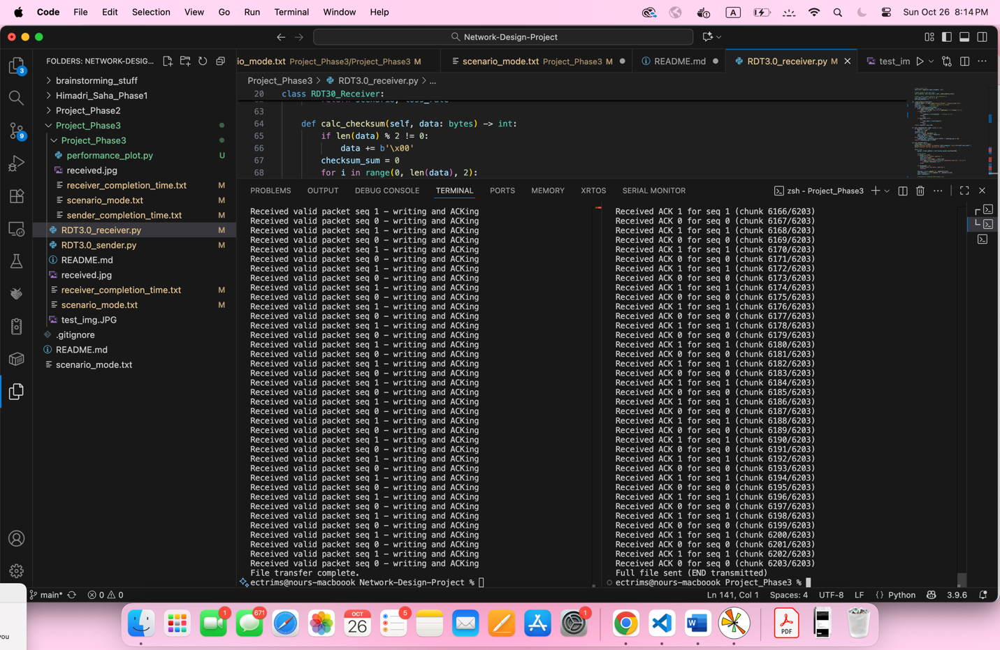 Code File Edit Selection View Go Run Terminal Window Help
A
Sun Oct 26 8:14 PM
Network-Design-Project
FOLDERS: NETWORK-DESIG...
io_mode.txt Project_Phase3/Project_Phase3 M
scenario_mode.txt Project_Phase3 M
README.md
RDT3.0_receiver.py M
test_im
Project_Phase3 > RDT3.0_receiver.py > ...
3
9
brainstorming_stuff
Himadri_Saha_Phase1
Project_Phase2
Project_Phase3
Project_Phase3
performance_plot.py U
received.jpg
receiver_completion_time.txt M
scenario_mode.txt M
sender_completion_time.txt M
RDT3.0_receiver.py M
RDT3.0_sender.py M
README.md
received.jpg
receiver_completion_time.txt M
scenario_mode.txt M
test_img.JPG
.gitignore
README.md
scenario_mode.txt
20 class RDT30_Receiver:
63
64 def calc_checksum(self, data: bytes) -> int:
65 if len(data) % 2 != 0:
66 data += b'\x00'
67 checksum_sum = 0
68 for i in range(0, len(data), 2):
PROBLEMS OUTPUT DEBUG CONSOLE TERMINAL PORTS MEMORY XRTOS SERIAL MONITOR
zsh - Project_Phase3
Received valid packet seq 1 - writing and ACKing
Received valid packet seq 0 - writing and ACKing
Received valid packet seq 1 - writing and ACKing
Received valid packet seq 0 - writing and ACKing
Received valid packet seq 1 - writing and ACKing
Received valid packet seq 0 - writing and ACKing
Received valid packet seq 1 - writing and ACKing
Received valid packet seq 0 - writing and ACKing
Received valid packet seq 1 - writing and ACKing
Received valid packet seq 0 - writing and ACKing
Received valid packet seq 1 - writing and ACKing
Received valid packet seq 0 - writing and ACKing
Received valid packet seq 1 - writing and ACKing
Received valid packet seq 0 - writing and ACKing
Received valid packet seq 1 - writing and ACKing
Received valid packet seq 0 - writing and ACKing
Received valid packet seq 1 - writing and ACKing
Received valid packet seq 0 - writing and ACKing
Received valid packet seq 1 - writing and ACKing
Received valid packet seq 0 - writing and ACKing
Received valid packet seq 1 - writing and ACKing
Received valid packet seq 0 - writing and ACKing
Received valid packet seq 1 - writing and ACKing
Received valid packet seq 0 - writing and ACKing
Received valid packet seq 1 - writing and ACKing
Received valid packet seq 0 - writing and ACKing
Received valid packet seq 1 - writing and ACKing
Received valid packet seq 0 - writing and ACKing
Received valid packet seq 1 - writing and ACKing
Received valid packet seq 0 - writing and ACKing
Received valid packet seq 1 - writing and ACKing
Received valid packet seq 0 - writing and ACKing
Received valid packet seq 1 - writing and ACKing
Received valid packet seq 0 - writing and ACKing
Received valid packet seq 1 - writing and ACKing
Received valid packet seq 0 - writing and ACKing
Received valid packet seq 1 - writing and ACKing
Received valid packet seq 0 - writing and ACKing
File transfer complete.
ectrims@nours-macboook Network-Design-Project %
Received ACK 1 for seq 1 (chunk 6166/6203)
Received ACK 0 for seq 0 (chunk 6167/6203)
Received ACK 1 for seq 1 (chunk 6168/6203)
Received ACK 0 for seq 0 (chunk 6169/6203)
Received ACK 1 for seq 1 (chunk 6170/6203)
Received ACK 0 for seq 0 (chunk 6171/6203)
Received ACK 1 for seq 1 (chunk 6172/6203)
Received ACK 0 for seq 0 (chunk 6173/6203)
Received ACK 1 for seq 1 (chunk 6174/6203)
Received ACK 0 for seq 0 (chunk 6175/6203)
Received ACK 1 for seq 1 (chunk 6176/6203)
Received ACK 0 for seq 0 (chunk 6177/6203)
Received ACK 1 for seq 1 (chunk 6178/6203)
Received ACK 0 for seq 0 (chunk 6179/6203)
Received ACK 1 for seq 1 (chunk 6180/6203)
Received ACK 0 for seq 0 (chunk 6181/6203)
Received ACK 1 for seq 1 (chunk 6182/6203)
Received ACK 0 for seq 0 (chunk 6183/6203)
Received ACK 1 for seq 1 (chunk 6184/6203)
Received ACK 0 for seq 0 (chunk 6185/6203)
Received ACK 1 for seq 1 (chunk 6186/6203)
Received ACK 0 for seq 0 (chunk 6187/6203)
Received ACK 1 for seq 1 (chunk 6188/6203)
Received ACK 0 for seq 0 (chunk 6189/6203)
Received ACK 1 for seq 1 (chunk 6190/6203)
Received ACK 0 for seq 0 (chunk 6191/6203)
Received ACK 1 for seq 1 (chunk 6192/6203)
Received ACK 0 for seq 0 (chunk 6193/6203)
Received ACK 1 for seq 1 (chunk 6194/6203)
Received ACK 0 for seq 0 (chunk 6195/6203)
Received ACK 1 for seq 1 (chunk 6196/6203)
Received ACK 0 for seq 0 (chunk 6197/6203)
Received ACK 1 for seq 1 (chunk 6198/6203)
Received ACK 0 for seq 0 (chunk 6199/6203)
Received ACK 1 for seq 1 (chunk 6200/6203)
Received ACK 0 for seq 0 (chunk 6201/6203)
Received ACK 1 for seq 1 (chunk 6202/6203)
Received ACK 0 for seq 0 (chunk 6203/6203)
Full file sent (END transmitted)
ectrims@nours-macboook Project_Phase3 %
main* 0 0
Ln 141, Col 1 Spaces: 4 UTF-8 LF {} Python 3.9.6
you
1
671
OCT
26
5
1
W
PDF